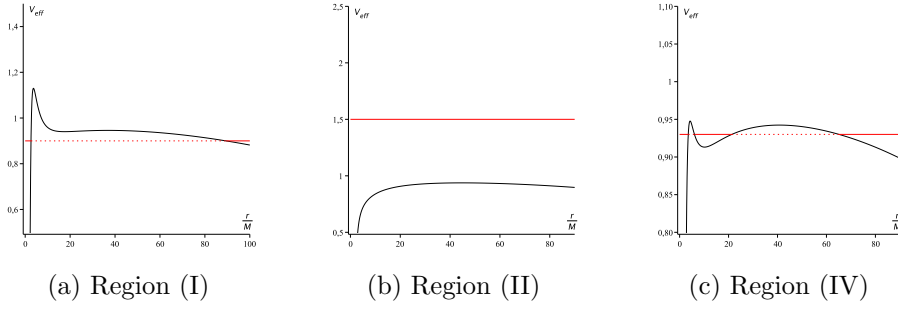 V_eff
1,4
1,2
1
0,8
0,6
0 20 40 60 80 100
r/M
V_eff
2,5
2
1,5
1
0,5
0 20 40 60 80
r/M
V_eff
1,10
1,05
1
0,95
0,90
0,85
0,80
0 20 40 60 80
r/M
(a) Region (I)
(b) Region (II)
(c) Region (IV)